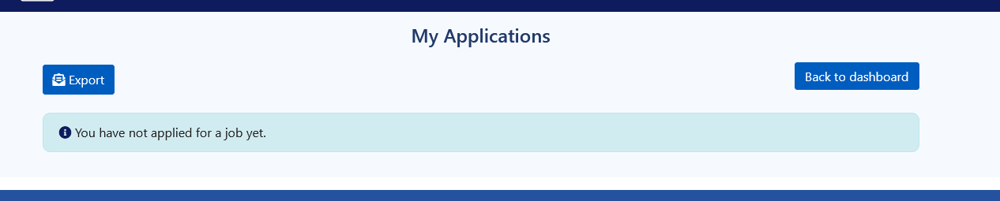 My Applications
Export
Back to dashboard
You have not applied for a job yet.